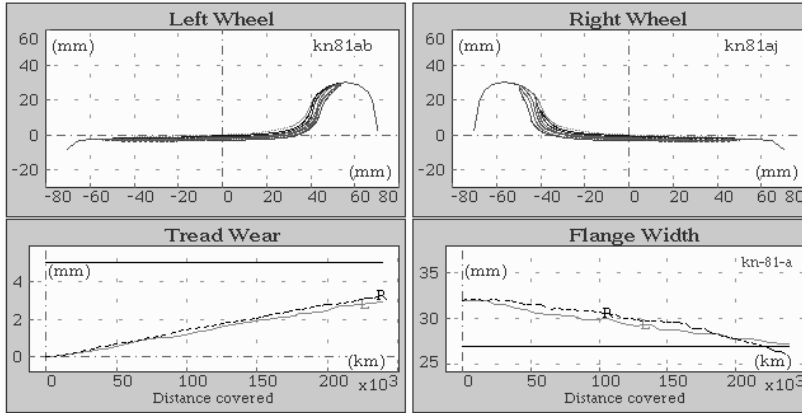 Left Wheel
60
(mm)
kn81ab
40
20
0
-20
(mm)
-80 -60 -40 -20 0 20 40 60 80
Right Wheel
60
(mm)
kn81aj
40
20
0
-20
(mm)
-80 -60 -40 -20 0 20 40 60 80
Tread Wear
(mm)
4
R
L
2
0
(km)
0 50 100 150 200 x10³
Distance covered
Flange Width
35
(mm)
kn-81-a
R
30
L
(km)
25
0 50 100 150 200 x10³
Distance covered